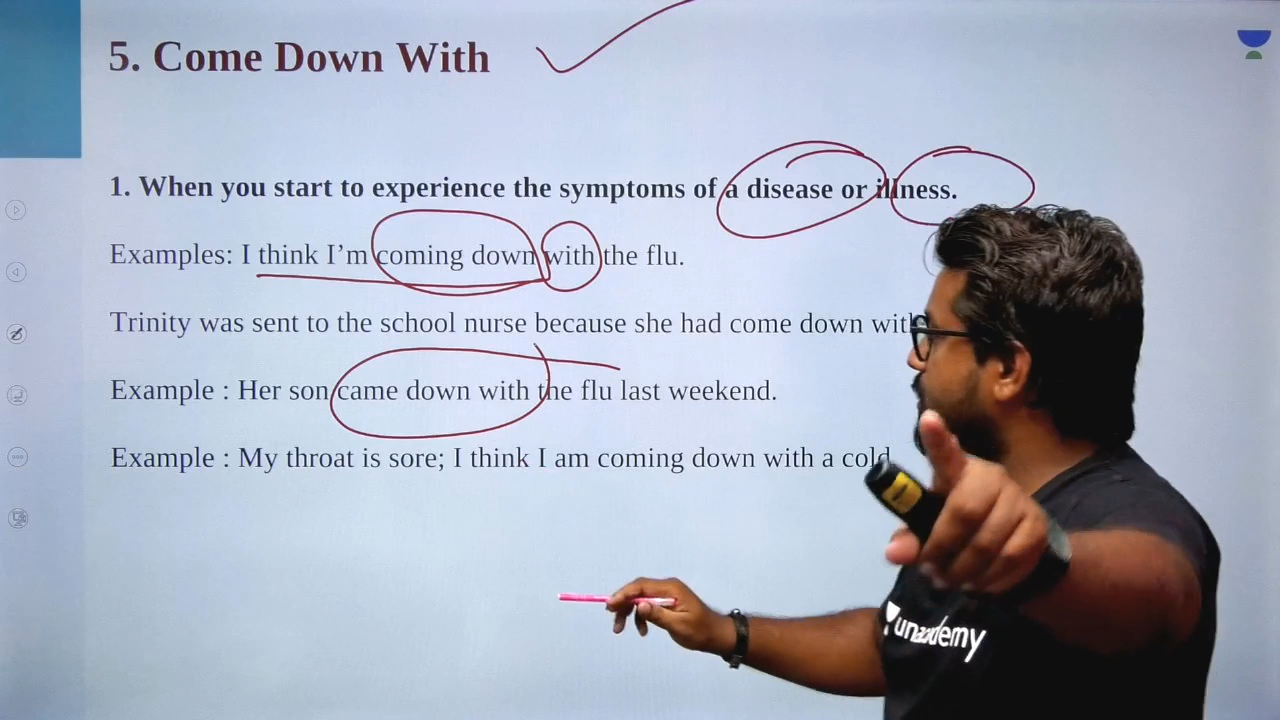 5. Come Down With
1. When you start to experience the symptoms of a disease or illness.
Examples: I think I’m coming down with the flu.
Trinity was sent to the school nurse because she had come down with
Example : Her son came down with the flu last weekend.
Example : My throat is sore; I think I am coming down with a cold
unacademy